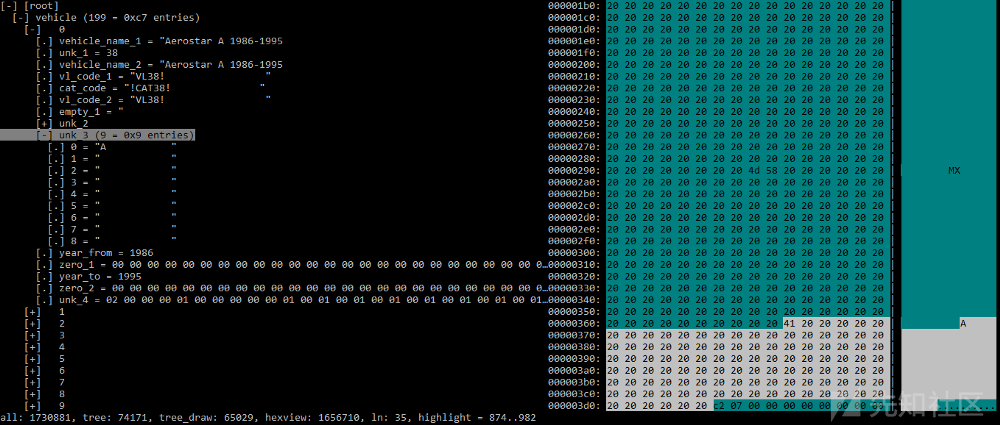 [-] [root]
[-] vehicle (199 = 0xc7 entries)
[-] 0
[.] vehicle_name_1 = "Aerostar A 1986-1995
[.] unk_1 = 38
[.] vehicle_name_2 = "Aerostar A 1986-1995
[.] vl_code_1 = "VL38! "
[.] cat_code = "!CAT38! "
[.] vl_code_2 = "VL38! "
[.] empty_1 = "
[+] unk_2
[-] unk_3 (9 = 0x9 entries)
[.] 0 = "A "
[.] 1 = " "
[.] 2 = " "
[.] 3 = " "
[.] 4 = " "
[.] 5 = " "
[.] 6 = " "
[.] 7 = " "
[.] 8 = " "
[.] year_from = 1986
[.] zero_1 = 00 00 00 00 00 00 00 00 00 00 00 00 00 00 00 00 00 00 00 00 00 00 00 00 0…
[.] year_to = 1995
[.] zero_2 = 00 00 00 00 00 00 00 00 00 00 00 00 00 00 00 00 00 00 00 00 00 00 00 00 0…
[.] unk_4 = 02 00 00 00 01 00 00 00 00 00 01 00 01 00 01 00 01 00 01 00 01 00 01 00 01…
[+] 1
[+] 2
[+] 3
[+] 4
[+] 5
[+] 6
[+] 7
[+] 8
[+] 9
000001b0: 20 20 20 20 20 20 20 20 20 20 20 20 20 20 20 20 |
000001c0: 20 20 20 20 20 20 20 20 20 20 20 20 20 20 20 20 |
000001d0: 20 20 20 20 20 20 20 20 20 20 20 20 20 20 20 20 |
000001e0: 20 20 20 20 20 20 20 20 20 20 20 20 20 20 20 20 |
000001f0: 20 20 20 20 20 20 20 20 20 20 20 20 20 20 20 20 |
00000200: 20 20 20 20 20 20 20 20 20 20 20 20 20 20 20 20 |
00000210: 20 20 20 20 20 20 20 20 20 20 20 20 20 20 20 20 |
00000220: 20 20 20 20 20 20 20 20 20 20 20 20 20 20 20 20 |
00000230: 20 20 20 20 20 20 20 20 20 20 20 20 20 20 20 20 |
00000240: 20 20 20 20 20 20 20 20 20 20 20 20 20 20 20 20 |
00000250: 20 20 20 20 20 20 20 20 20 20 20 20 20 20 20 20 |
00000260: 20 20 20 20 20 20 20 20 20 20 20 20 20 20 20 20 |
00000270: 20 20 20 20 20 20 20 20 20 20 20 20 20 20 20 20 |
00000280: 20 20 20 20 20 20 20 20 20 20 20 20 20 20 20 20 |
00000290: 20 20 20 20 20 20 20 20 4d 58 20 20 20 20 20 20 | MX
000002a0: 20 20 20 20 20 20 20 20 20 20 20 20 20 20 20 20 |
000002b0: 20 20 20 20 20 20 20 20 20 20 20 20 20 20 20 20 |
000002c0: 20 20 20 20 20 20 20 20 20 20 20 20 20 20 20 20 |
000002d0: 20 20 20 20 20 20 20 20 20 20 20 20 20 20 20 20 |
000002e0: 20 20 20 20 20 20 20 20 20 20 20 20 20 20 20 20 |
000002f0: 20 20 20 20 20 20 20 20 20 20 20 20 20 20 20 20 |
00000300: 20 20 20 20 20 20 20 20 20 20 20 20 20 20 20 20 |
00000310: 20 20 20 20 20 20 20 20 20 20 20 20 20 20 20 20 |
00000320: 20 20 20 20 20 20 20 20 20 20 20 20 20 20 20 20 |
00000330: 20 20 20 20 20 20 20 20 20 20 20 20 20 20 20 20 |
00000340: 20 20 20 20 20 20 20 20 20 20 20 20 20 20 20 20 |
00000350: 20 20 20 20 20 20 20 20 20 20 20 20 20 20 20 20 |
00000360: 20 20 20 20 20 20 20 20 20 20 41 20 20 20 20 20 | A
00000370: 20 20 20 20 20 20 20 20 20 20 20 20 20 20 20 20 |
00000380: 20 20 20 20 20 20 20 20 20 20 20 20 20 20 20 20 |
00000390: 20 20 20 20 20 20 20 20 20 20 20 20 20 20 20 20 |
000003a0: 20 20 20 20 20 20 20 20 20 20 20 20 20 20 20 20 |
000003b0: 20 20 20 20 20 20 20 20 20 20 20 20 20 20 20 20 |
000003c0: 20 20 20 20 20 20 20 20 20 20 20 20 20 20 20 20 |
000003d0: 20 20 20 20 20 20 c2 07 00 00 00 00 00 00 00 00 |
all: 1730881, tree: 74171, tree_draw: 65029, hexview: 1656710, ln: 35, highlight = 874..982
先知社区